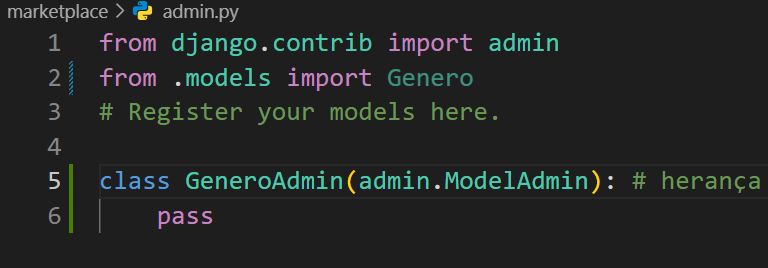 marketplace > admin.py
1 from django.contrib import admin
2 from .models import Genero
3 # Register your models here.
4
5 class GeneroAdmin(admin.ModelAdmin): # herança
6     pass